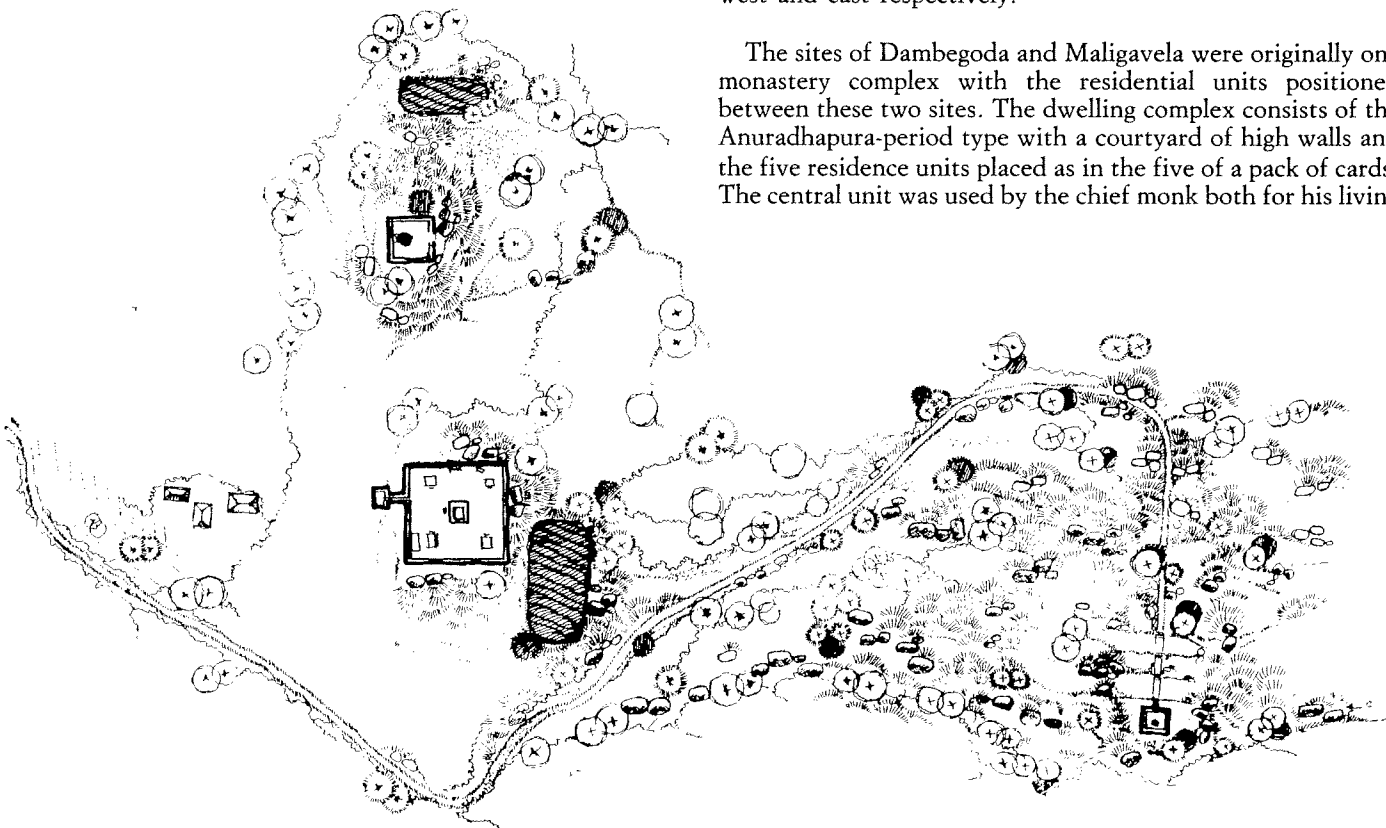 west and east respectively.
The sites of Dambegoda and Maligavela were originally on
monastery complex with the residential units positione
between these two sites. The dwelling complex consists of th
Anuradhapura-period type with a courtyard of high walls an
the five residence units placed as in the five of a pack of cards
The central unit was used by the chief monk both for his livin